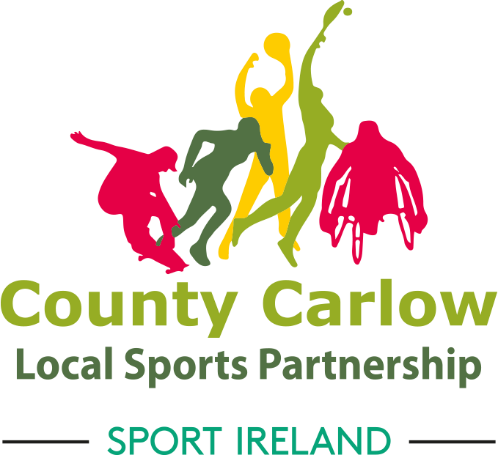 County Carlow
Local Sports Partnership
SPORT IRELAND